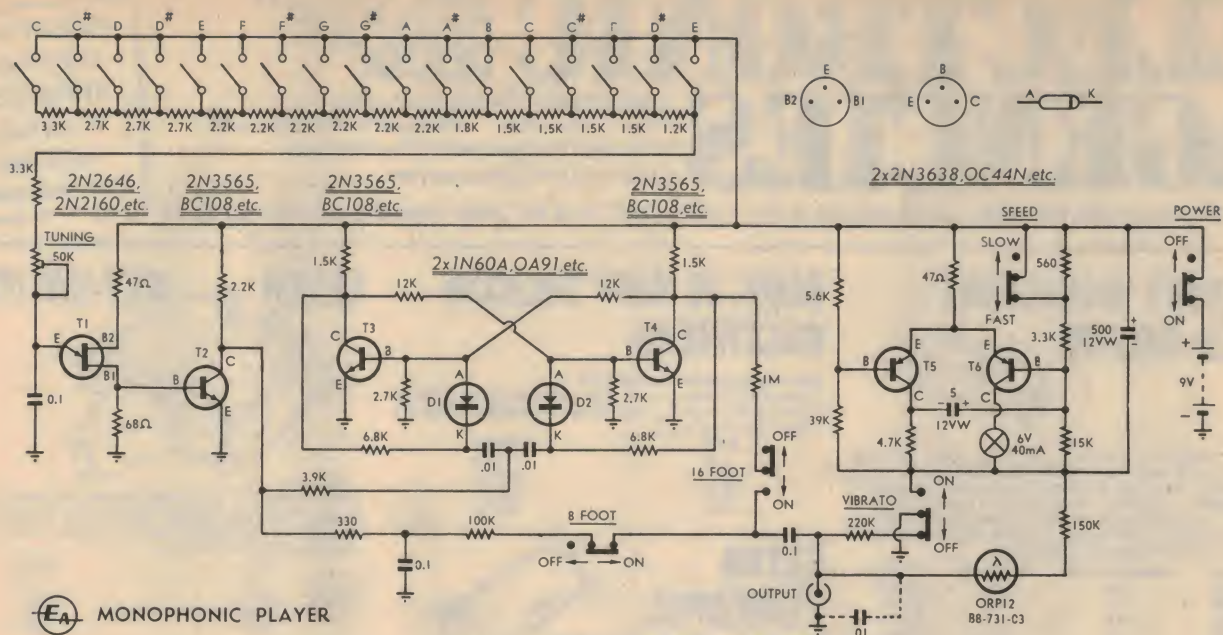 C C# D D# E F F# G G# A A# B C C# Γ D# E
3.3K 2.7K 2.7K 2.7K 2.2K 2.2K 2.2K 2.2K 2.2K 2.2K 1.8K 1.5K 1.5K 1.5K 1.5K 1.2K
E
B2 B1
B
E C
A K
3.3K
2N2646,
2N2160,etc.
2N3565,
BC108,etc.
2N3565,
BC108,etc.
2N3565,
BC108,etc.
2x2N3638,OC44N,etc.
TUNING
50K
47Ω
2.2K
1.5K
2x1N60A,OA91,etc.
12K
12K
1.5K
5.6K
47Ω
SPEED
SLOW
FAST
560
3.3K
500
12VW
+
-
POWER
OFF
ON
+
9V
-
E
T1
B2
B1
0.1
68Ω
B
T2
C
E
C
T3
B
E
2.7K
A
D1
K
A
D2
K
2.7K
C
T4
B
E
1M
39K
E
B
T5
C
E
T6
B
C
- 5 +
12VW
4.7K
6V
40mA
15K
6.8K
.01
.01
6.8K
3.9K
16 FOOT
OFF
ON
330
0.1
100K
8 FOOT
OFF ON
0.1
VIBRATO
220K
ON
OFF
150K
OUTPUT
.01
λ
ORP12
B8-731-C3
EA MONOPHONIC PLAYER